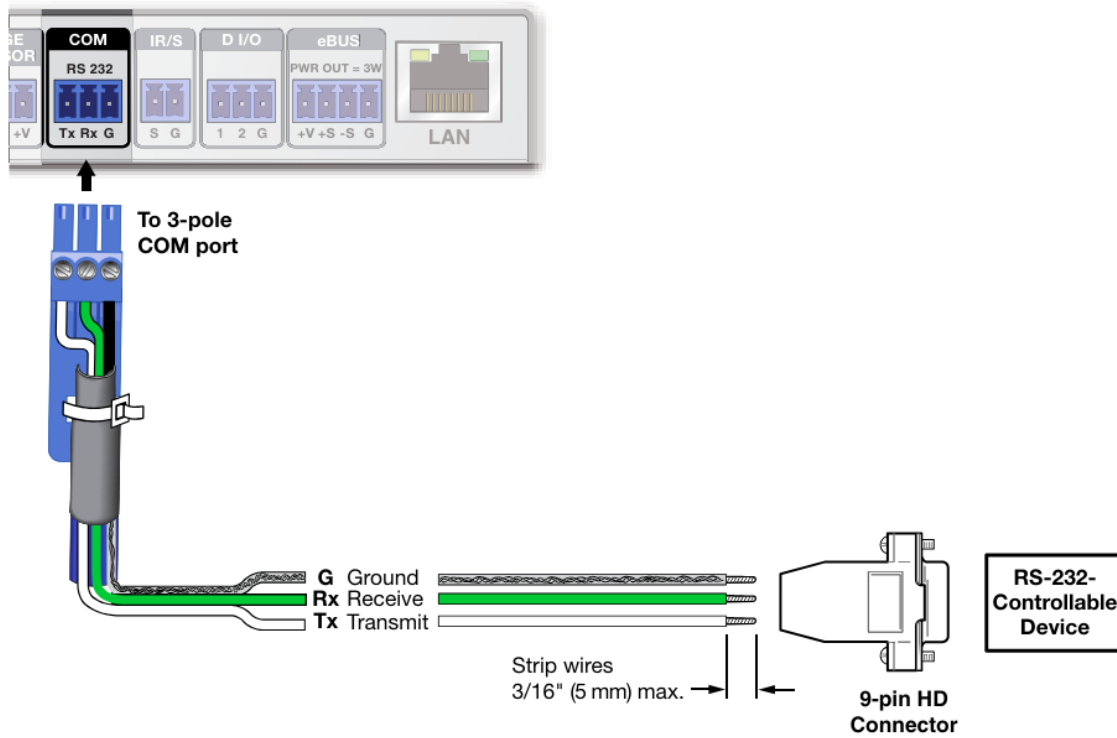 GE
SOR
COM
IR/S
D I/O
eBUS
RS 232
PWR OUT = 3W
+V
Tx Rx G
S G
1 2 G
+V +S -S G
LAN
To 3-pole
COM port
G Ground
Rx Receive
Tx Transmit
Strip wires
3/16" (5 mm) max.
9-pin HD
Connector
RS-232-
Controllable
Device